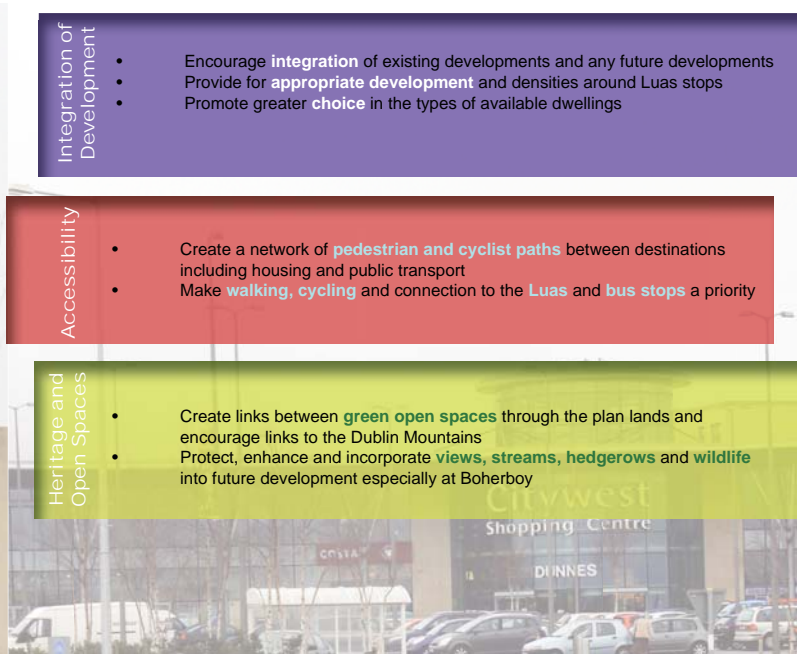 Integration of
Development
• Encourage integration of existing developments and any future developments
• Provide for appropriate development and densities around Luas stops
• Promote greater choice in the types of available dwellings
Accessibility
• Create a network of pedestrian and cyclist paths between destinations
including housing and public transport
• Make walking, cycling and connection to the Luas and bus stops a priority
Heritage and
Open Spaces
• Create links between green open spaces through the plan lands and
encourage links to the Dublin Mountains
• Protect, enhance and incorporate views, streams, hedgerows and wildlife
into future development especially at Boherboy
Citywest
Shopping Centre
COSTA
DUNNES